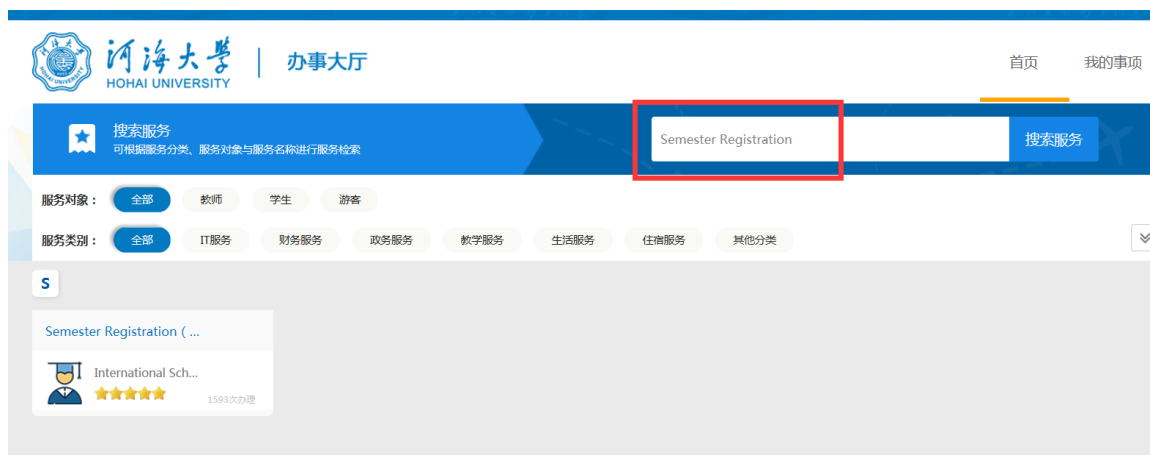 河海大学
HOHAI UNIVERSITY
办事大厅
首页
我的事项
搜索服务
可根据服务分类、服务对象与服务名称进行服务检索
Semester Registration
搜索服务
服务对象： 全部 教师 学生 游客
服务类别： 全部 IT服务 财务服务 政务服务 教学服务 生活服务 住宿服务 其他分类
S
Semester Registration ( ...
International Sch...
1593次办理